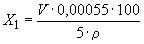 X₁ = V · 0,00055 · 100 / 5 · ρ